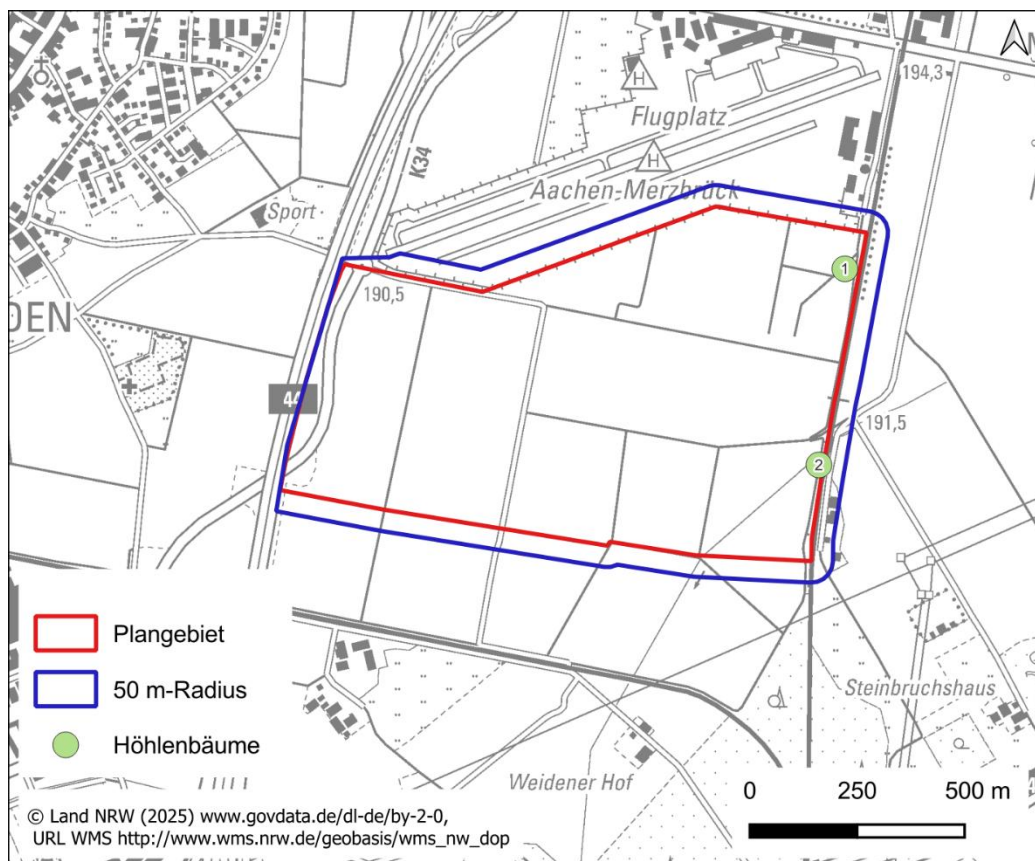 194,3
H
Flugplatz
H
Aachen-Merzbrück
K34
Sport
1
190,5
DEN
44
191,5
2
Plangebiet
50 m-Radius
Höhlenbäume
Steinbruchshaus
Weidener Hof
0 250 500 m
© Land NRW (2025) www.govdata.de/dl-de/by-2-0,
URL WMS http://www.wms.nrw.de/geobasis/wms_nw_dop